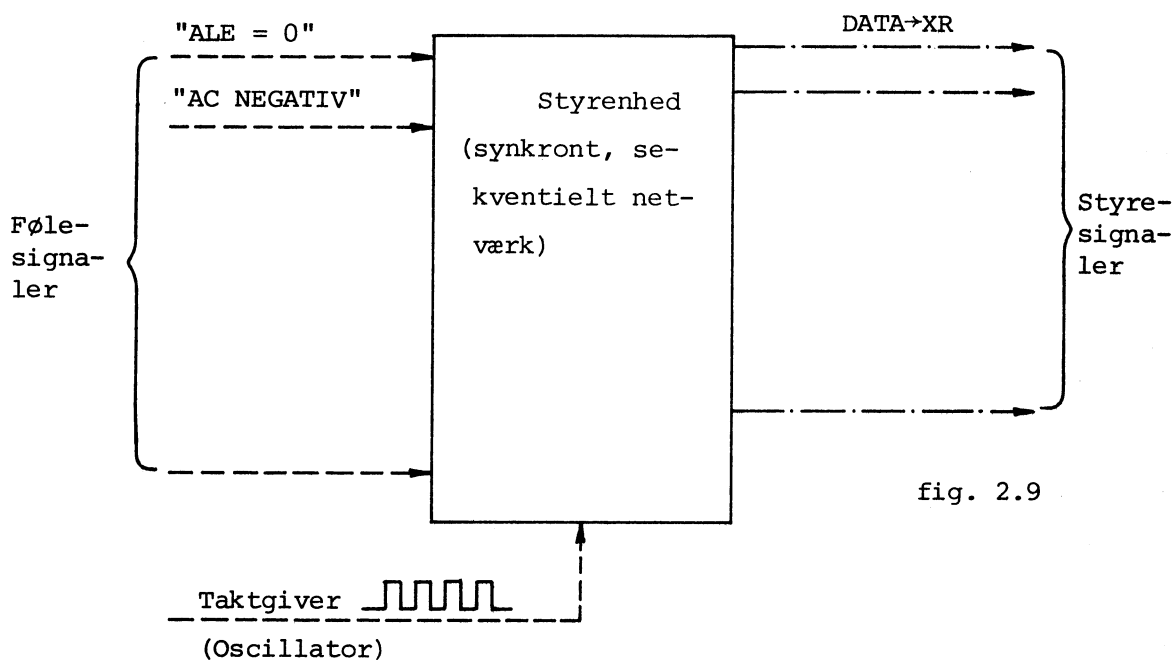 "ALE = 0"
"AC NEGATIV"
Føle-
signa-
ler
Styrenhed
(synkront, se-
kventielt net-
værk)
DATA→XR
Styre-
signa-
ler
fig. 2.9
Taktgiver
(Oscillator)